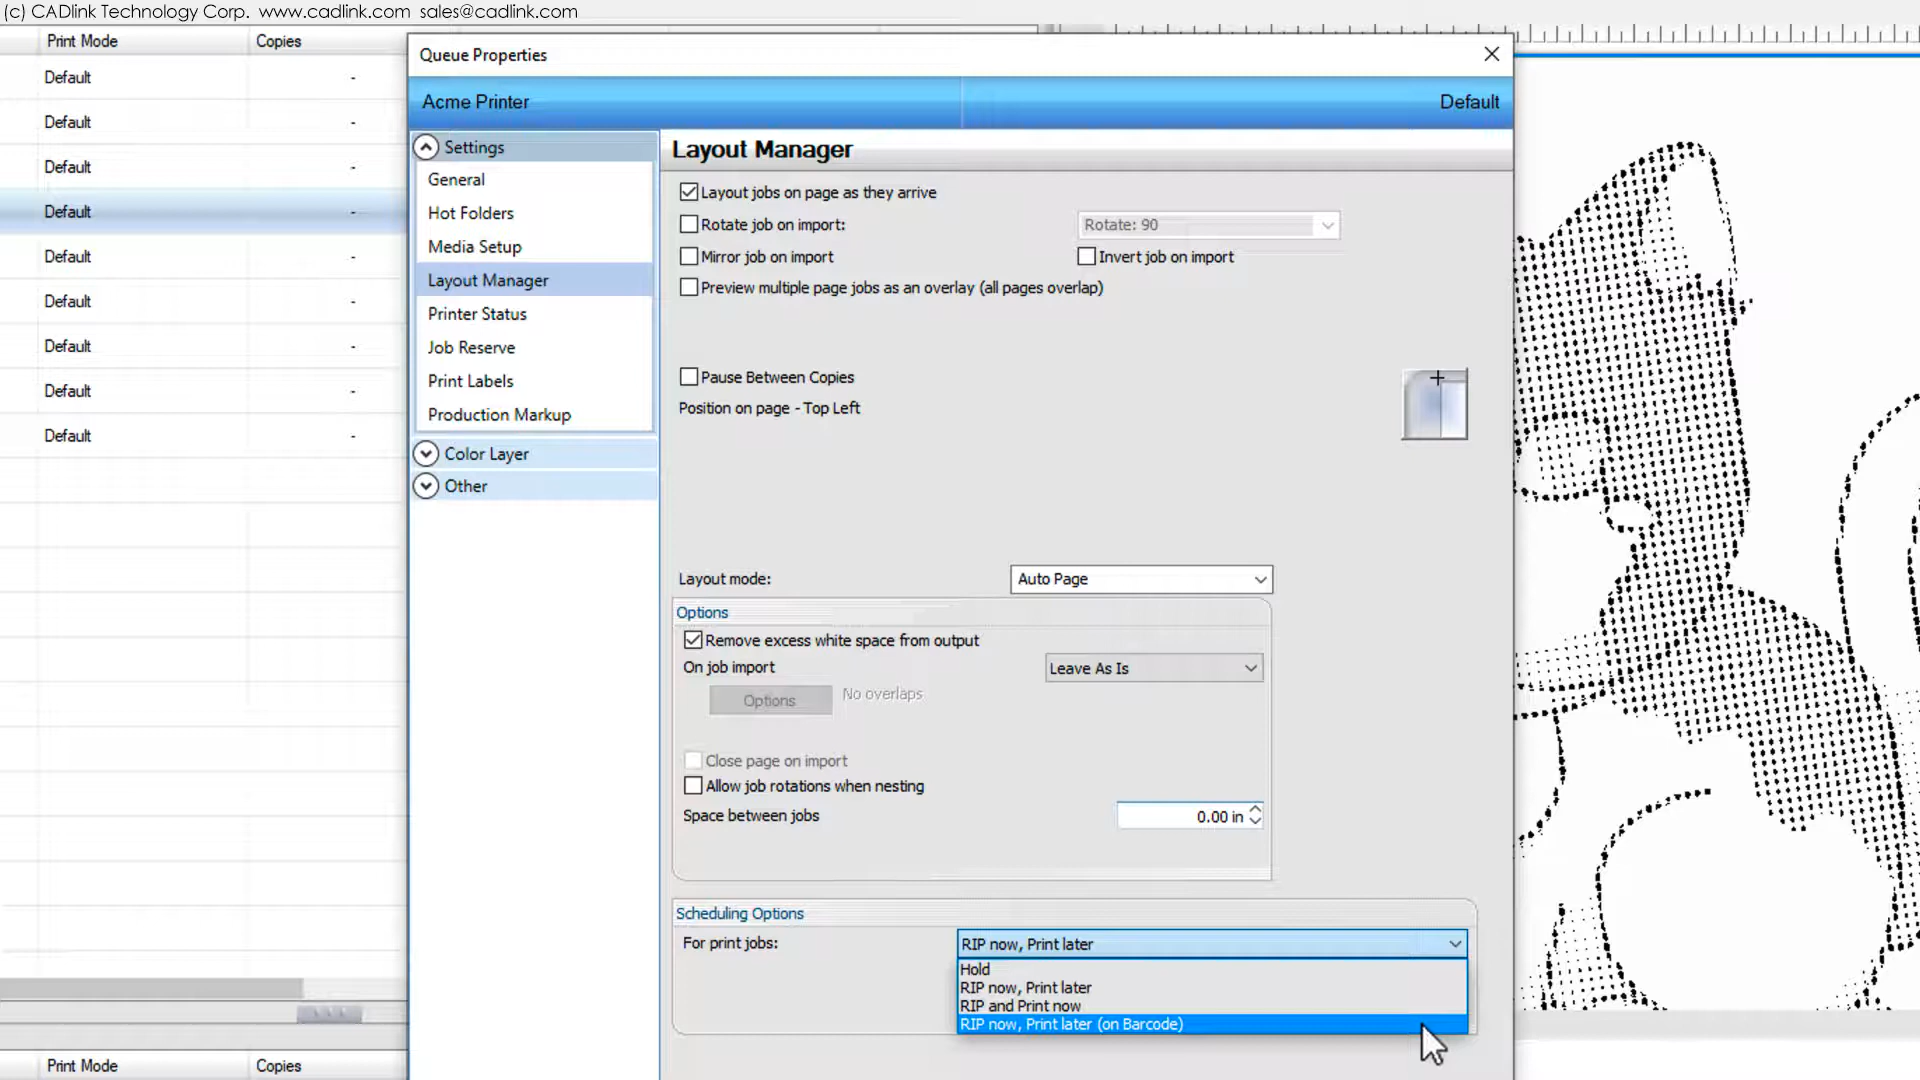 (c) CADlink Technology Corp. www.cadlink.com sales@cadlink.com
Print Mode Copies
Default -
Default -
Default -
Default -
Default -
Default -
Default -
Default -
Default -
Print Mode Copies
Queue Properties
Acme Printer Default
Settings
General
Hot Folders
Media Setup
Layout Manager
Printer Status
Job Reserve
Print Labels
Production Markup
Color Layer
Other
Layout Manager
Layout jobs on page as they arrive
Rotate job on import: Rotate: 90
Mirror job on import Invert job on import
Preview multiple page jobs as an overlay (all pages overlap)
Pause Between Copies
Position on page - Top Left
Layout mode: Auto Page
Options
Remove excess white space from output
On job import Leave As Is
Options No overlaps
Close page on import
Allow job rotations when nesting
Space between jobs 0.00 in
Scheduling Options
For print jobs: RIP now, Print later
Hold
RIP now, Print later
RIP and Print now
RIP now, Print later (on Barcode)